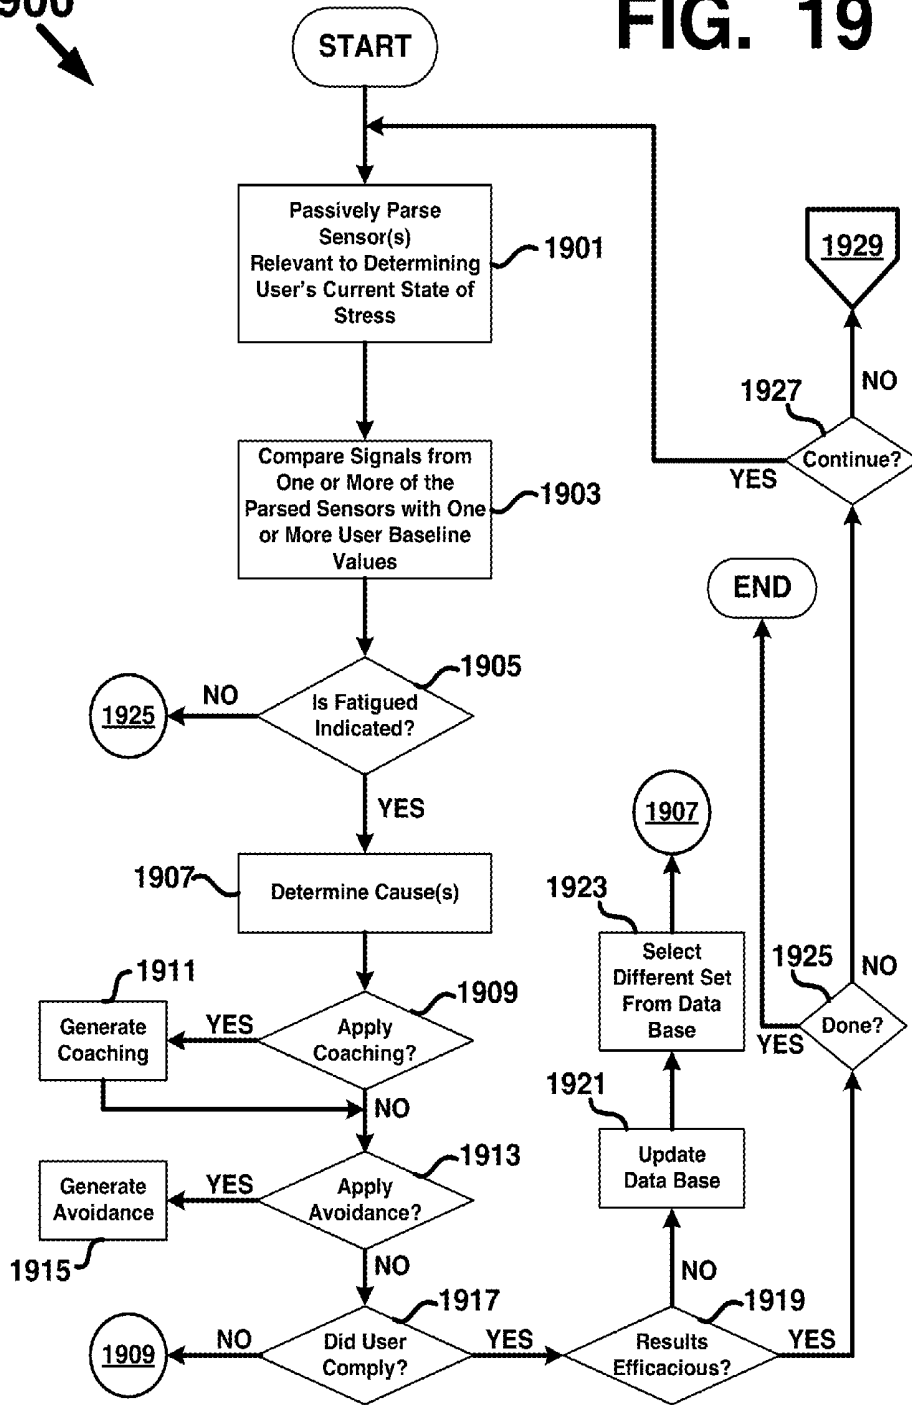 FIG. 19
START
Passively Parse
Sensor(s)
Relevant to Determining
User's Current State of
Stress
1901
1929
NO
1927
Continue?
YES
Compare Signals from
One or More of the
Parsed Sensors with One
or More User Baseline
Values
1903
END
1905
Is Fatigued
Indicated?
NO
1925
YES
1907
Determine Cause(s)
1907
1923
Select
Different Set
From Data
Base
1925
NO
Done?
YES
1911
Generate
Coaching
YES
1909
Apply
Coaching?
NO
1921
Update
Data Base
1913
Generate
Avoidance
YES
Apply
Avoidance?
1915
NO
NO
1917
Did User
Comply?
NO
1909
YES
1919
Results
Efficacious?
YES